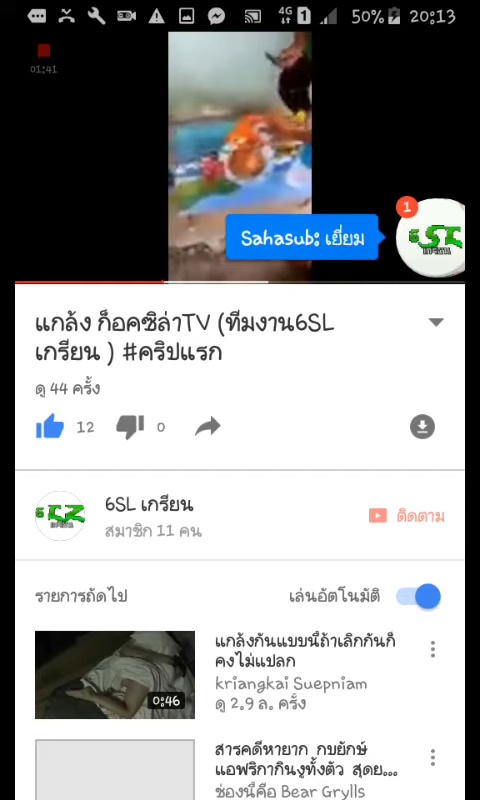 4G
1
50%
20:13
01:41
1
Sahasub: เยี่ยม
6SL
เกรียน
แกล้ง ก็อคซิล่าTV (ทีมงาน6SL
เกรียน ) #คริปแรก
ดู 44 ครั้ง
12
0
6SL เกรียน
สมาชิก 11 คน
ติดตาม
รายการถัดไป
เล่นอัตโนมัติ
แกล้งกันแบบนี้ถ้าเลิกกันก็
คงไม่แปลก
kriangkai Suepniam
ดู 2.9 ล. ครั้ง
0:46
สารคดีหายาก กบยักษ์
แอฟริกากินงูทั้งตัว สุดย...
ช่องนี้คือ Bear Grylls